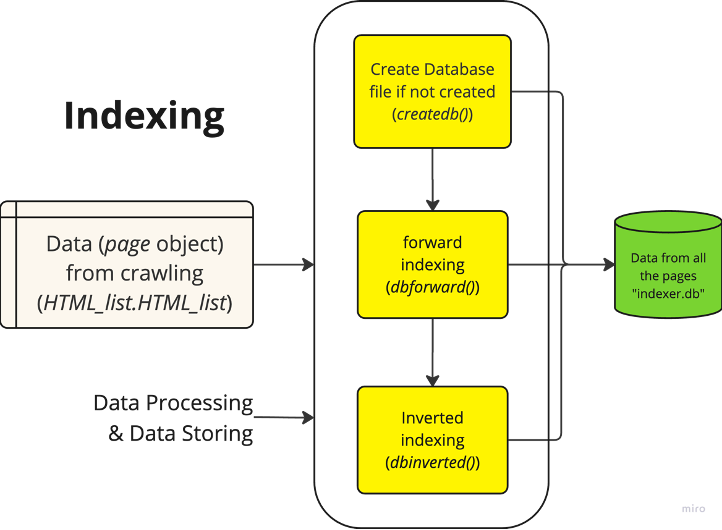 Indexing
Create Database
file if not created
(createdb())
Data (page object)
from crawling
(HTML_list.HTML_list)
forward
indexing
(dbforward())
Data from all
the pages
"indexer.db"
Data Processing
& Data Storing
Inverted
indexing
(dbinverted())
miro